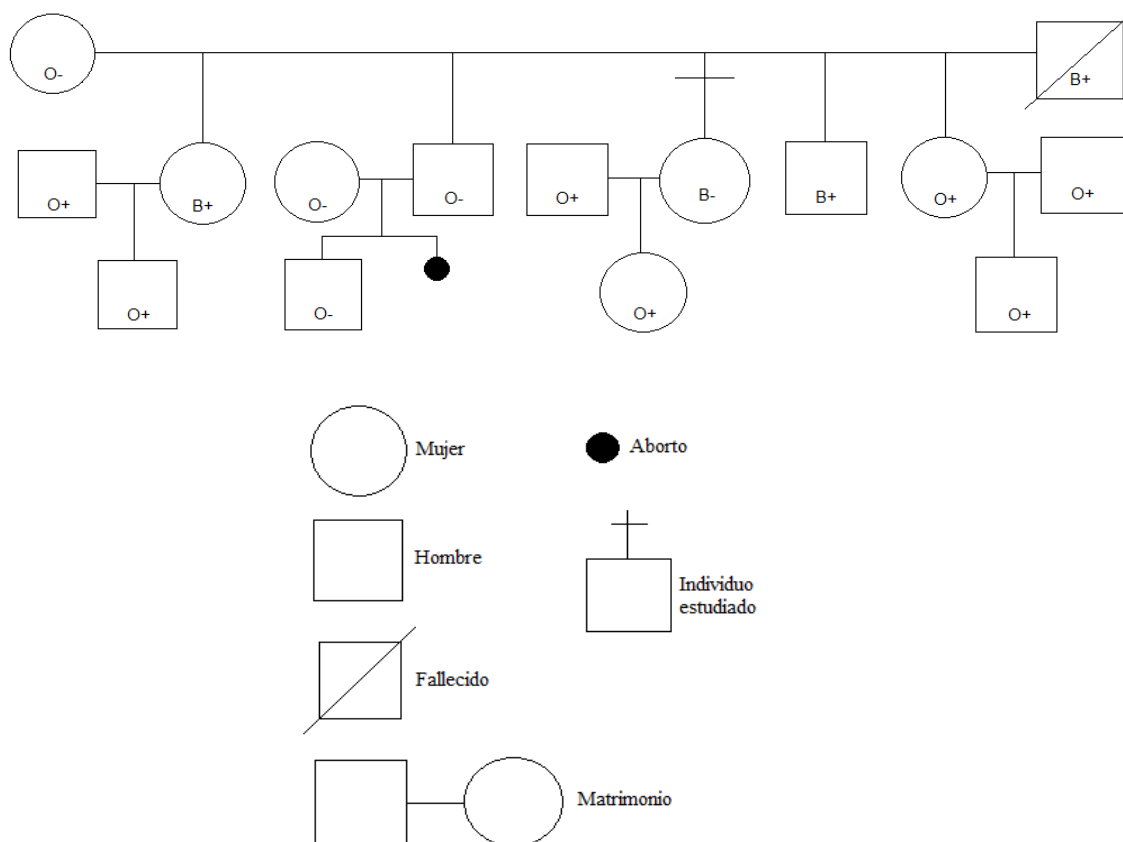 O-
B+
O+
B+
O-
O-
O+
B-
B+
O+
O+
O+
O-
O+
O+
Mujer
Aborto
Hombre
Individuo
estudiado
Fallecido
Matrimonio